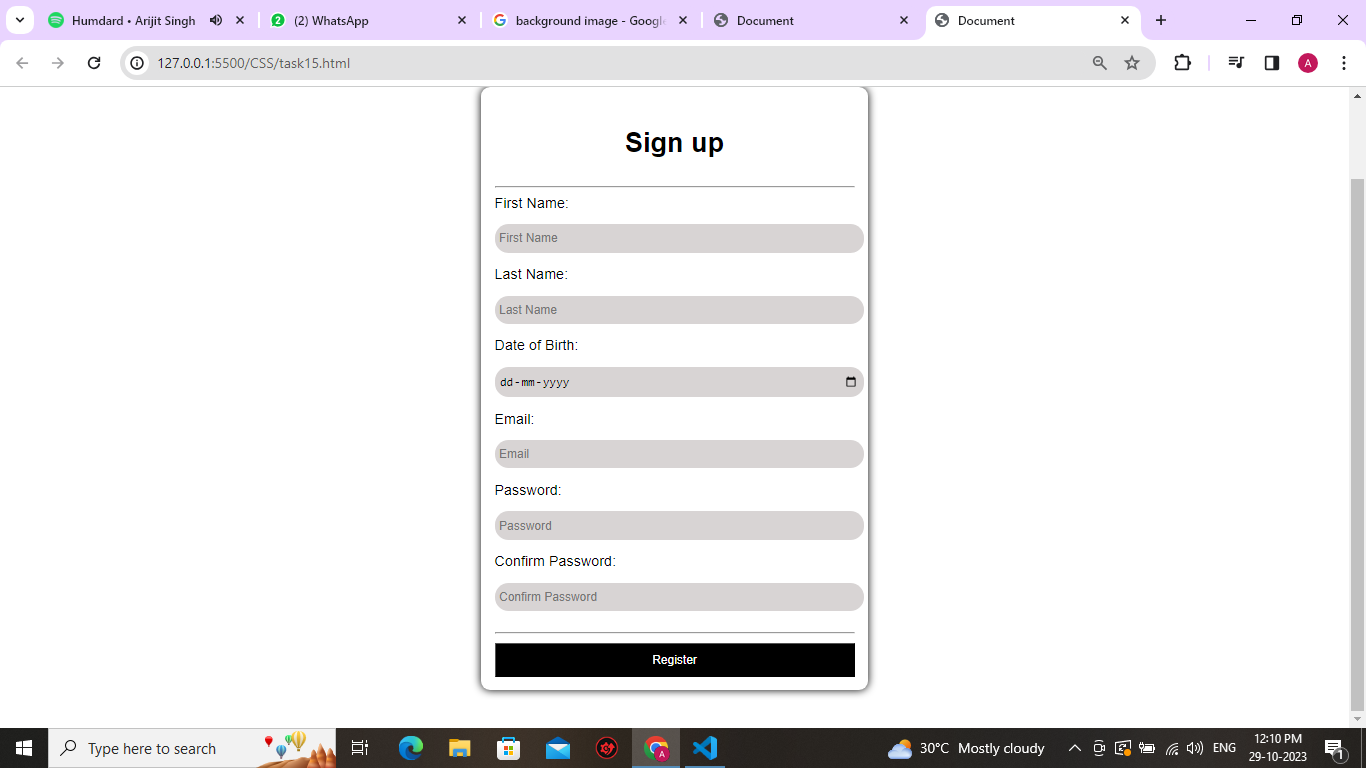 Humdard • Arijit Singh
2
(2) WhatsApp
background image - Google
Document
Document
127.0.0.1:5500/CSS/task15.html
A
Sign up
First Name:
First Name
Last Name:
Last Name
Date of Birth:
dd-mm-yyyy
Email:
Email
Password:
Password
Confirm Password:
Confirm Password
Register
Type here to search
A
30°C Mostly cloudy
ENG
12:10 PM
29-10-2023
1